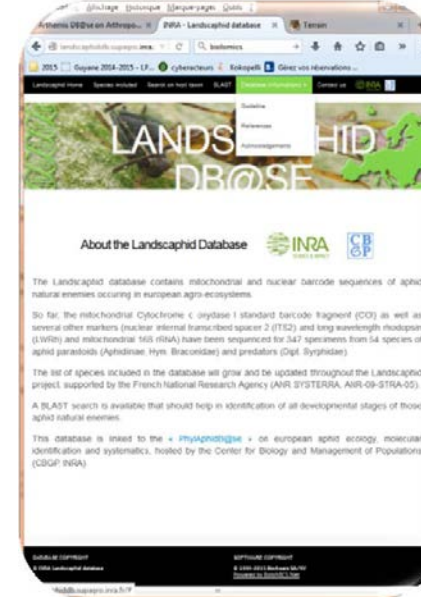 Affichage Historique Marque-pages Outils
Arthemis DB@se on Arthropo... × INRA - Landscaphid database × Terrain ×
landscaphidb.supagro.inra. Q biolomics
2015 Guyane 2014-2015 - LP... cyberacteurs Kokopelli Gérez vos réservations ...
Landscaphid Home Species included Search on host taxon BLAST Database informations Contact us INRA
Guideline
References
Acknowledgements
LANDS HID
DB@SE
About the Landscaphid Database INRA CBGP
The Landscaphid database contains mitochondrial and nuclear barcode sequences of aphid
natural enemies occuring in european agro-ecosystems.
So far, the mitochondrial Cytochrome c oxydase I standard barcode fragment (COI) as well as
several other markers (nuclear internal transcribed spacer 2 (ITS2) and long wavelength rhodopsin
(LWRh) and mitochondrial 16S rRNA) have been sequenced for 347 specimens from 54 species of
aphid parasitoids (Aphidiinae, Hym. Braconidae) and predators (Dipt. Syrphidae).
The list of species included in the database will grow and be updated throughout the Landscaphid
project, supported by the French National Research Agency (ANR SYSTERRA, ANR-09-STRA-05).
A BLAST search is available that should help in identification of all developmental stages of those
aphid natural enemies.
This database is linked to the « PhylAphidB@se » on european aphid ecology, molecular
identification and systematics, hosted by the Center for Biology and Management of Populations
(CBGP, INRA)
DATABASE COPYRIGHT SOFTWARE COPYRIGHT
© INRA Landscaphid database